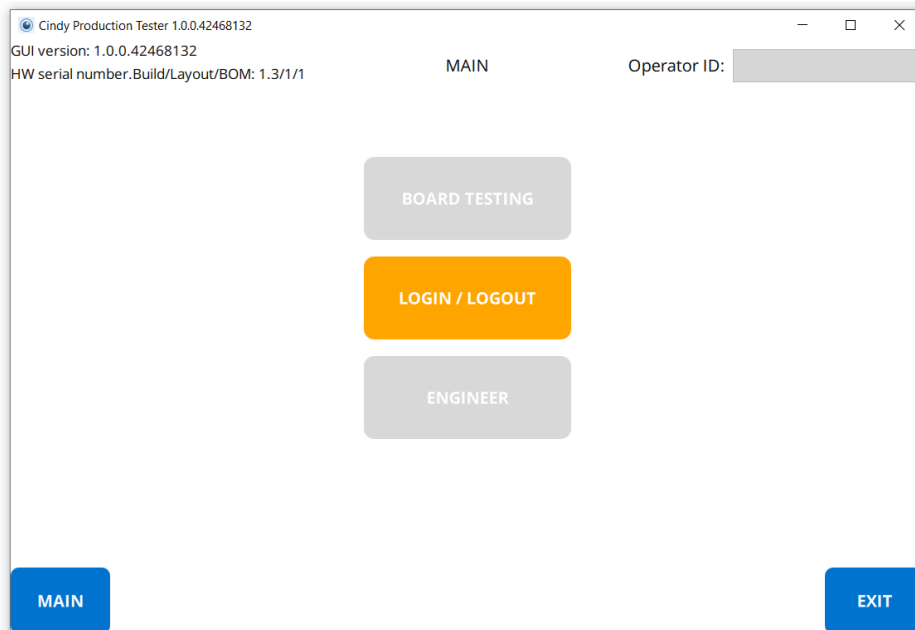 Cindy Production Tester 1.0.0.42468132
GUI version: 1.0.0.42468132
HW serial number.Build/Layout/BOM: 1.3/1/1
MAIN
Operator ID:
BOARD TESTING
LOGIN / LOGOUT
ENGINEER
MAIN
EXIT